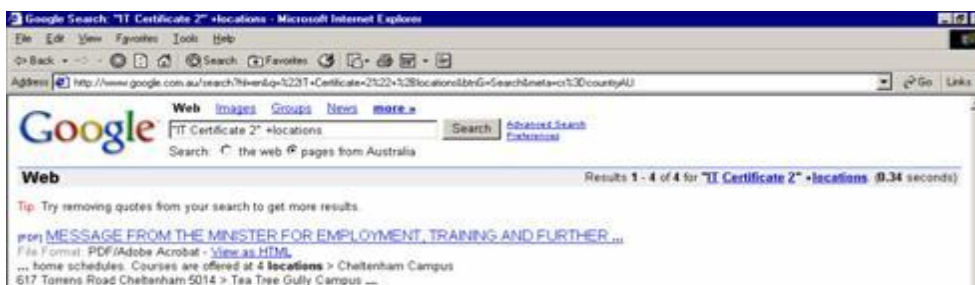 Google Search: "IT Certificate 2" +locations - Microsoft Internet Explorer
File Edit View Favorites Tools Help
Back Search Favorites
Address http://www.google.com.au/search?hl=en&q=%22IT+Certificate+2%22+%2Blocations&btnG=Search&meta=cr%3DcountryAU Go Links
Web Images Groups News more »
Google "IT Certificate 2" +locations Search Advanced Search
Preferences
Search: the web pages from Australia
Web Results 1 - 4 of 4 for "IT Certificate 2" +locations. (0.34 seconds)
Tip: Try removing quotes from your search to get more results.
[PDF] MESSAGE FROM THE MINISTER FOR EMPLOYMENT, TRAINING AND FURTHER ...
File Format: PDF/Adobe Acrobat - View as HTML
... home schedules. Courses are offered at 4 locations > Cheltenham Campus
617 Torrens Road Cheltenham 5014 > Tea Tree Gully Campus ...